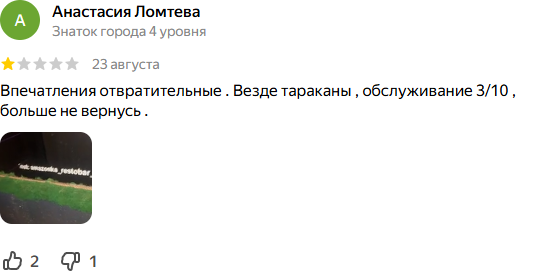 А
Анастасия Ломтева
Знаток города 4 уровня
23 августа
Впечатления отвратительные . Везде тараканы , обслуживание 3/10 ,
больше не вернусь .
swazonka_restobar_
2
1